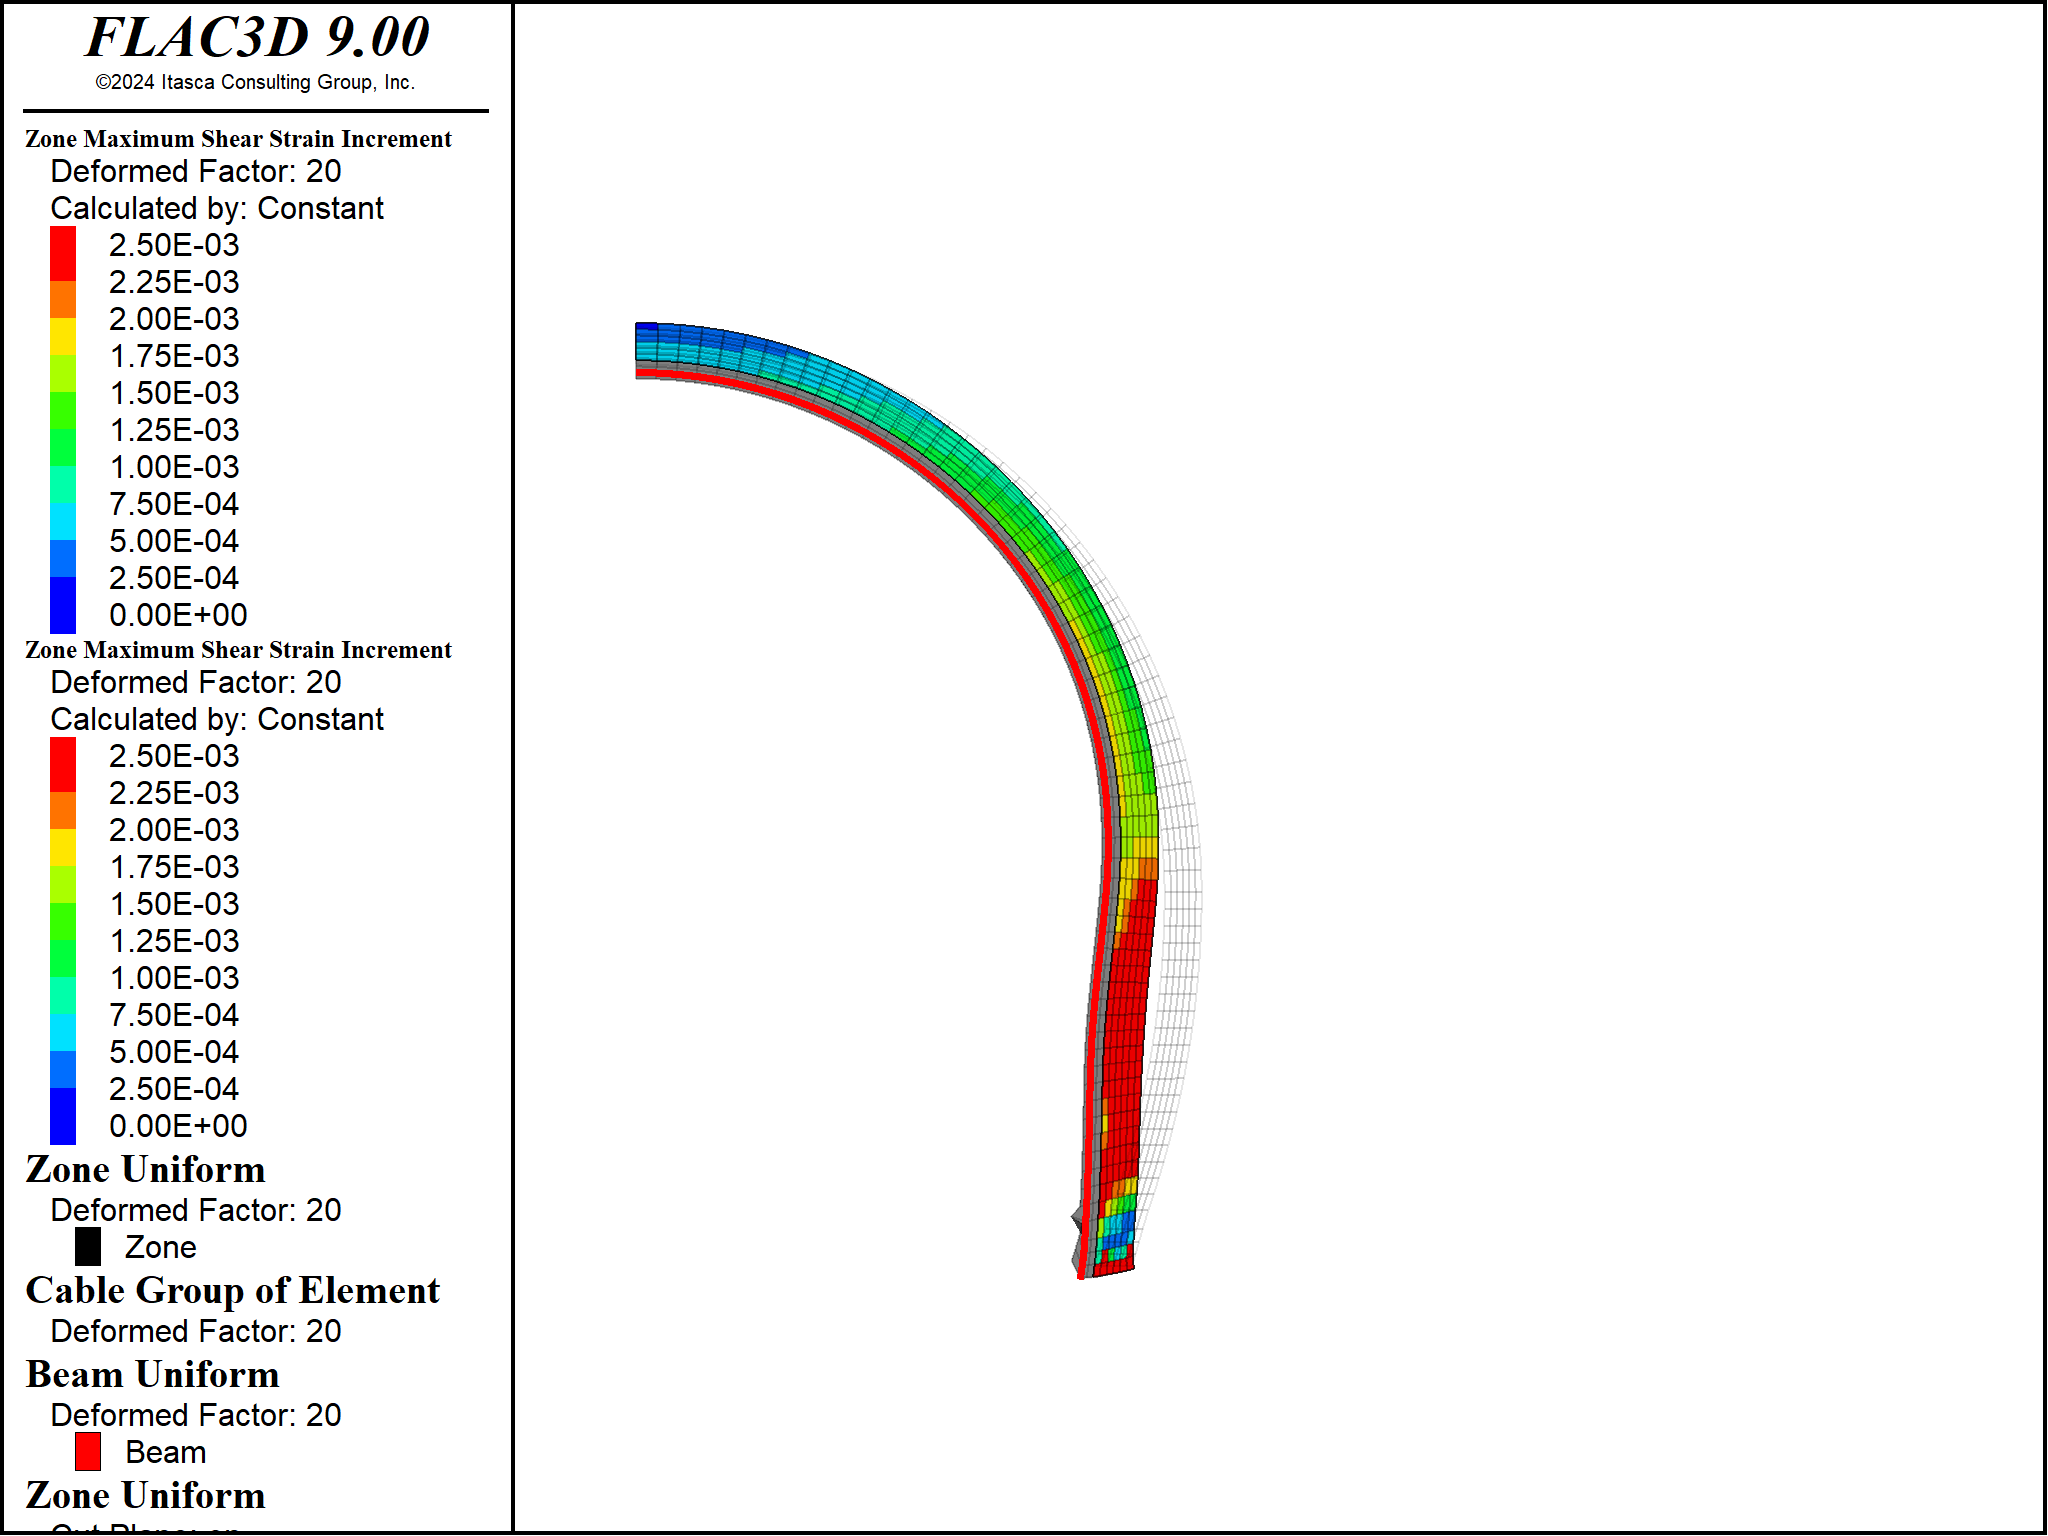 FLAC3D 9.00
©2024 Itasca Consulting Group, Inc.
Zone Maximum Shear Strain Increment
Deformed Factor: 20
Calculated by: Constant
2.50E-03
2.25E-03
2.00E-03
1.75E-03
1.50E-03
1.25E-03
1.00E-03
7.50E-04
5.00E-04
2.50E-04
0.00E+00
Zone Maximum Shear Strain Increment
Deformed Factor: 20
Calculated by: Constant
2.50E-03
2.25E-03
2.00E-03
1.75E-03
1.50E-03
1.25E-03
1.00E-03
7.50E-04
5.00E-04
2.50E-04
0.00E+00
Zone Uniform
Deformed Factor: 20
Zone
Cable Group of Element
Deformed Factor: 20
Beam Uniform
Deformed Factor: 20
Beam
Zone Uniform